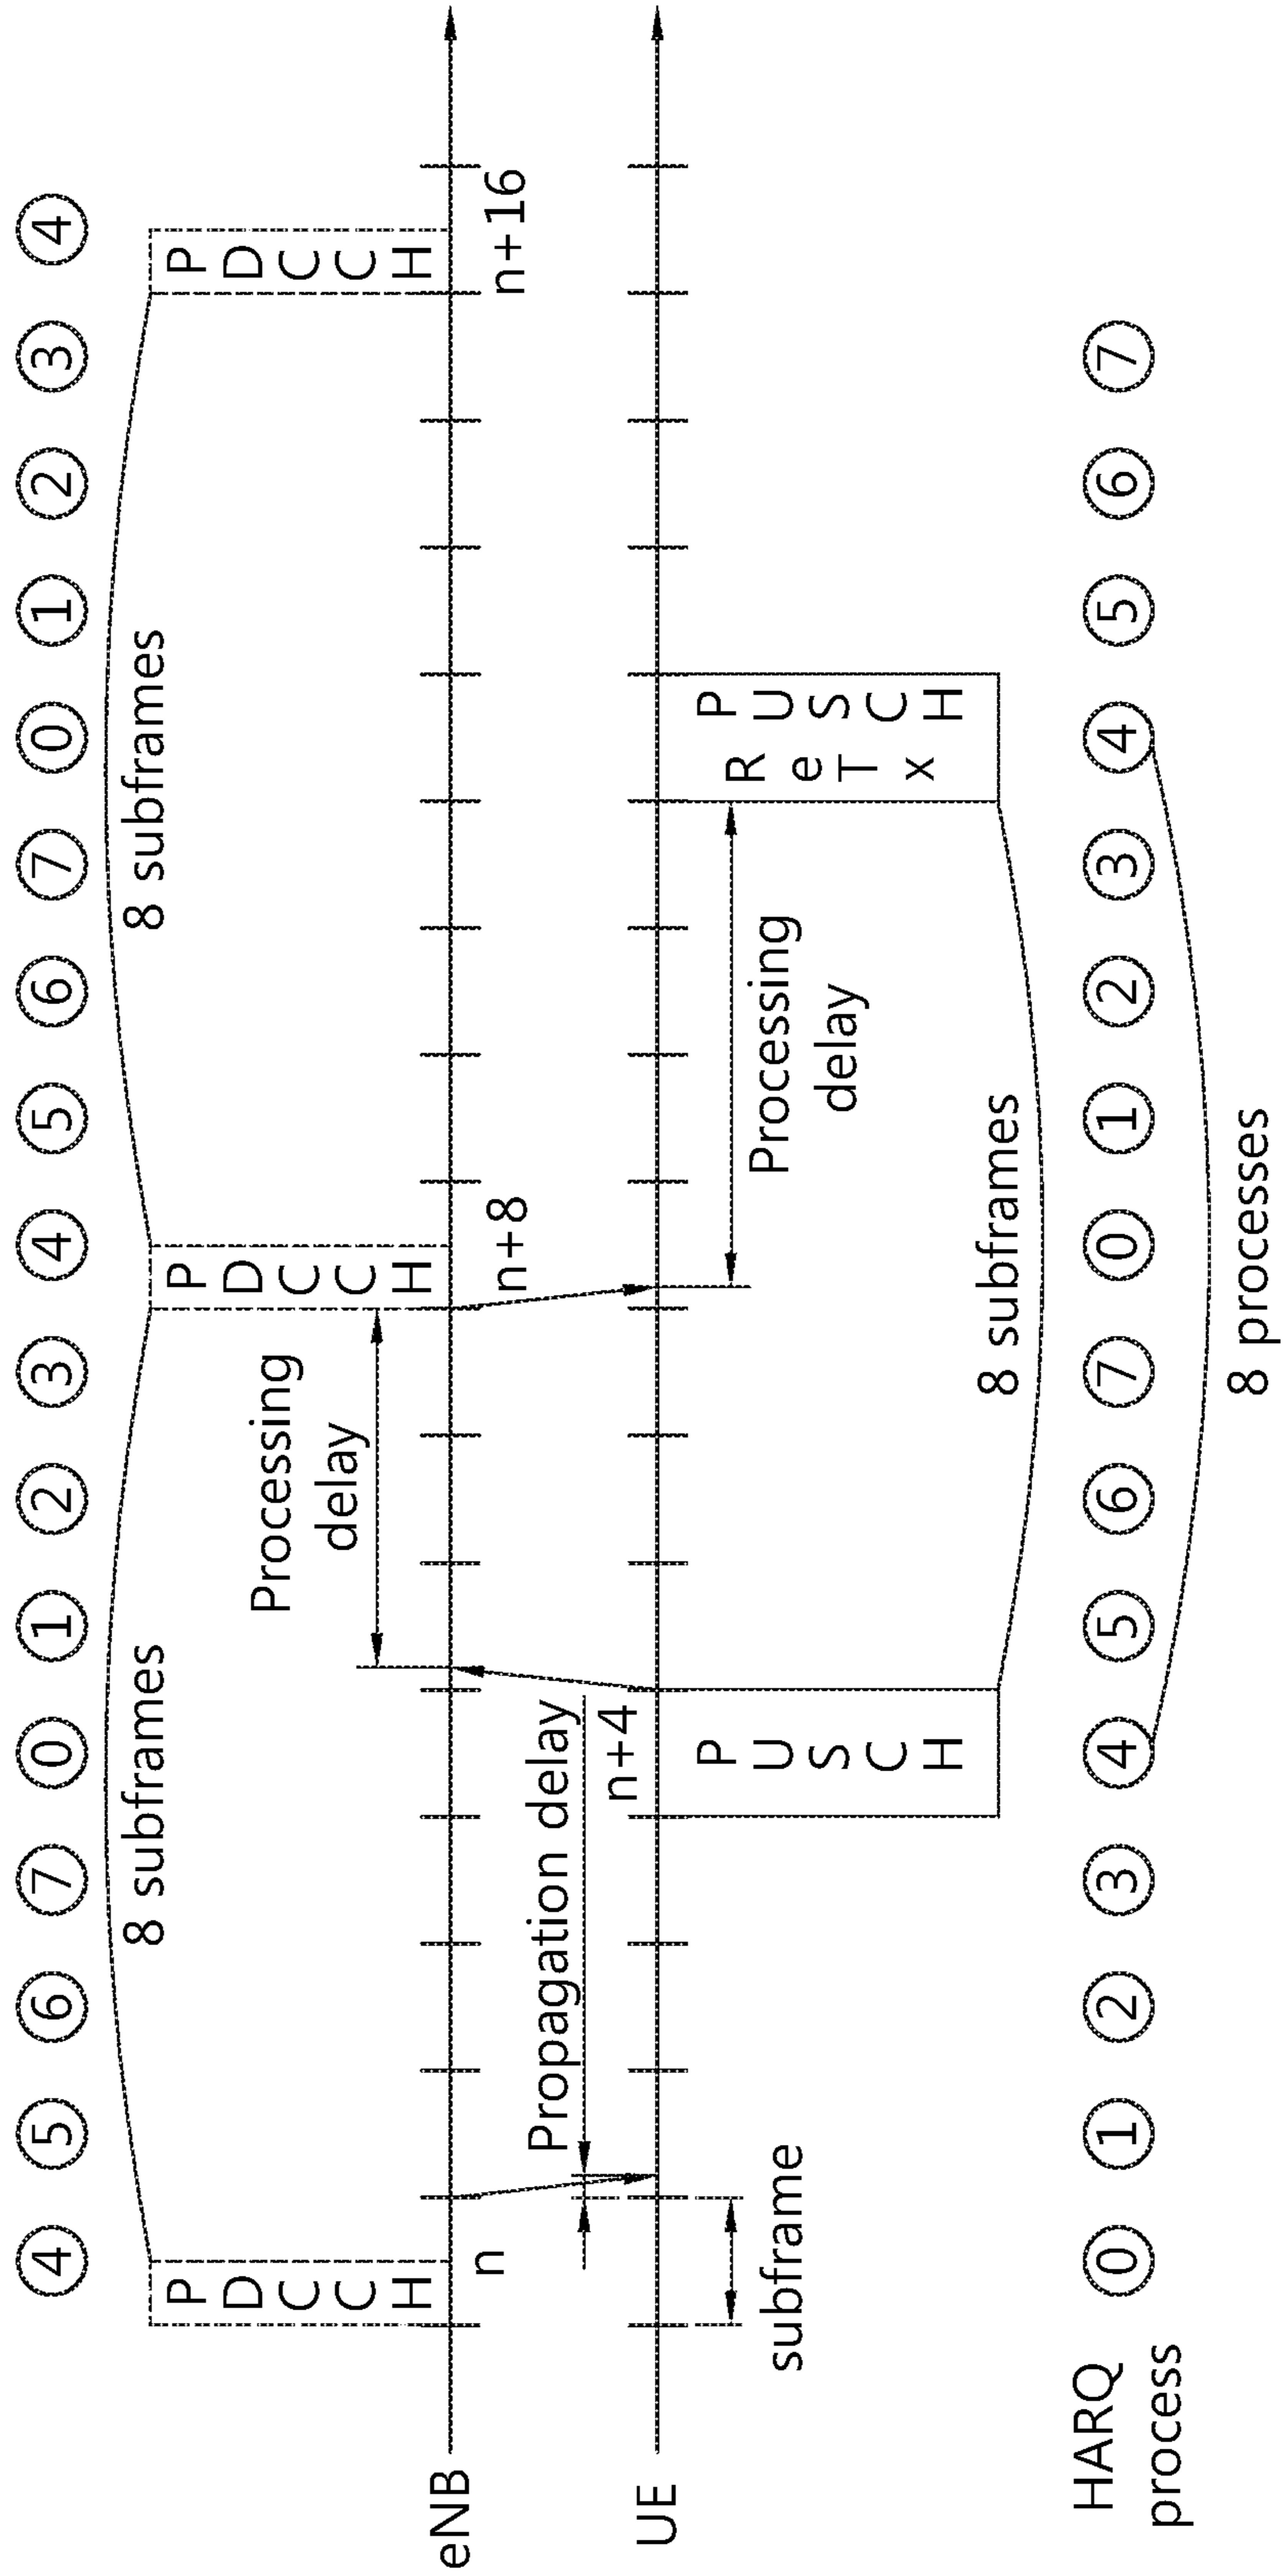 ④ ⑤ ⑥ ⑦ ⓪ ① ② ③ ④ ⑤ ⑥ ⑦ ⓪ ① ② ③ ④
8 subframes
8 subframes
PDCCH
PDCCH
PDCCH
Processing
delay
eNB
n
n+8
n+16
Propagation delay
n+4
UE
subframe
PUSCH
Processing
delay
PUSCH
ReTx
8 subframes
HARQ
process
⓪ ① ② ③ ④ ⑤ ⑥ ⑦ ⓪ ① ② ③ ④ ⑤ ⑥ ⑦
8 processes